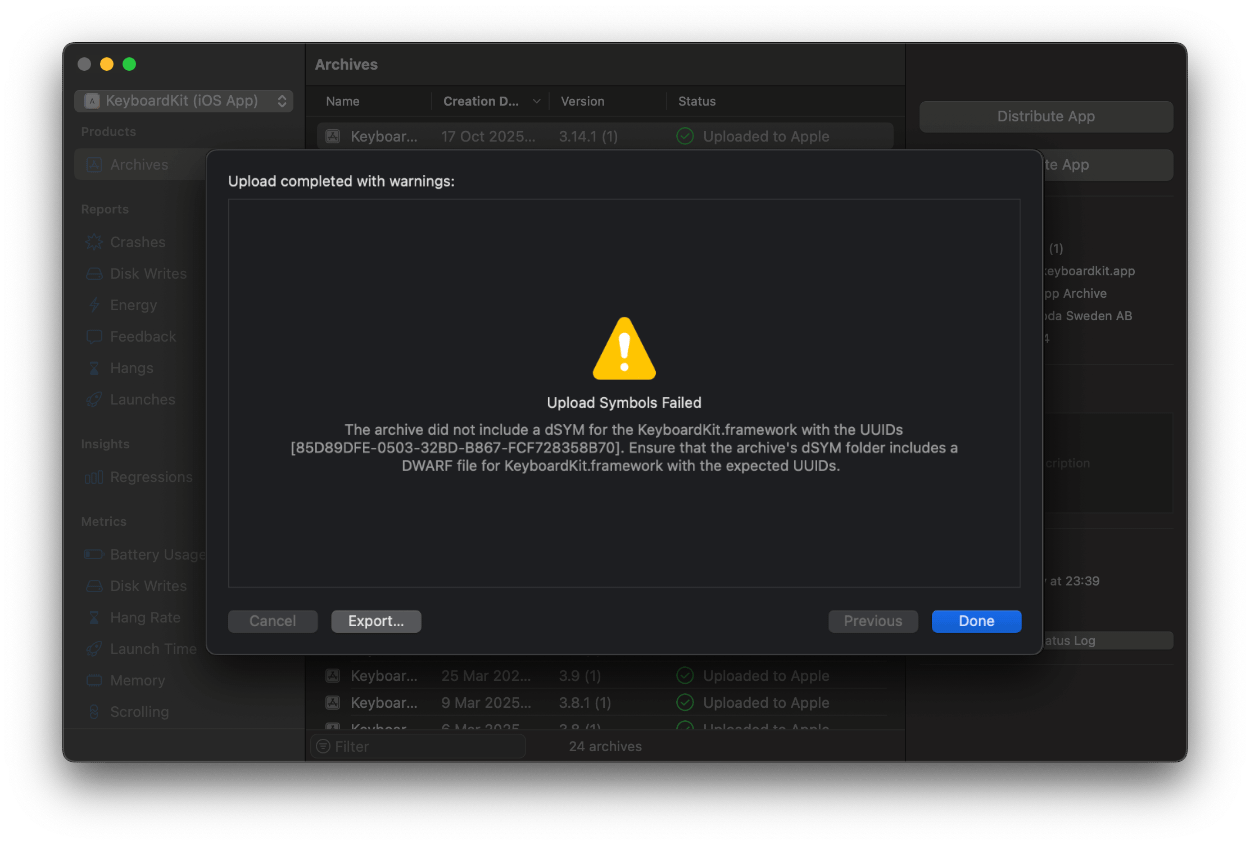 Archives
KeyboardKit (iOS App)
Name Creation D... Version Status
Distribute App
Products
Keyboar... 17 Oct 2025... 3.14.1 (1) Uploaded to Apple
Archives
te App
Upload completed with warnings:
Reports
Crashes
(1)
Disk Writes
keyboardkit.app
Energy
pp Archive
oda Sweden AB
Feedback
4
Hangs
Launches
Upload Symbols Failed
The archive did not include a dSYM for the KeyboardKit.framework with the UUIDs
[85D89DFE-0503-32BD-B867-FCF728358B70]. Ensure that the archive's dSYM folder includes a
DWARF file for KeyboardKit.framework with the expected UUIDs.
Insights
cription
Regressions
Metrics
Battery Usage
at 23:39
Disk Writes
Hang Rate
Cancel Export... Previous Done
atus Log
Launch Time
Keyboar... 25 Mar 202... 3.9 (1) Uploaded to Apple
Memory
Keyboar... 9 Mar 2025... 3.8.1 (1) Uploaded to Apple
Scrolling
Keyboar... 6 Mar 2025... 3.8 (1) Uploaded to Apple
Filter 24 archives